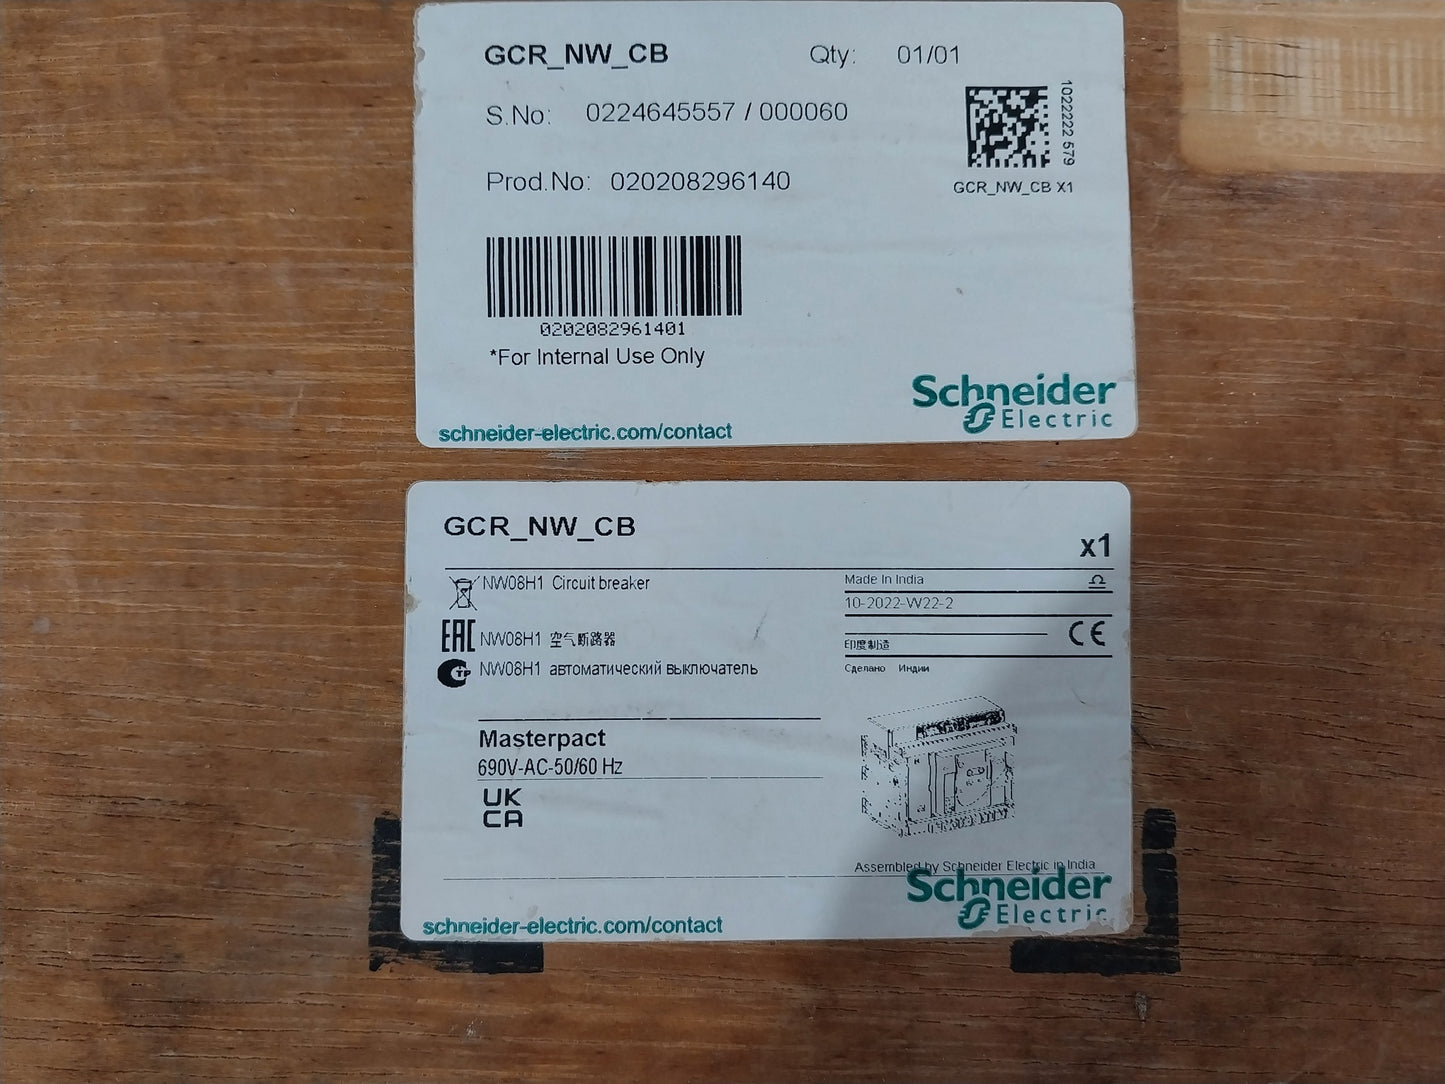 GCR_NW_CB Qty: 01/01
S.No: 0224645557 / 000060
1022222 579
GCR_NW_CB X1
Prod.No: 020208296140
0202082961401
*For Internal Use Only
Schneider
Electric
schneider-electric.com/contact
GCR_NW_CB
x1
NW08H1 Circuit breaker
Made In India
10-2022-W22-2
EAC NW08H1 空气断路器
印度制造
CE
NW08H1 автоматический выключатель
Сделано Индии
Masterpact
690V-AC-50/60 Hz
UK
CA
Assembled by Schneider Electric in India
Schneider
Electric
schneider-electric.com/contact